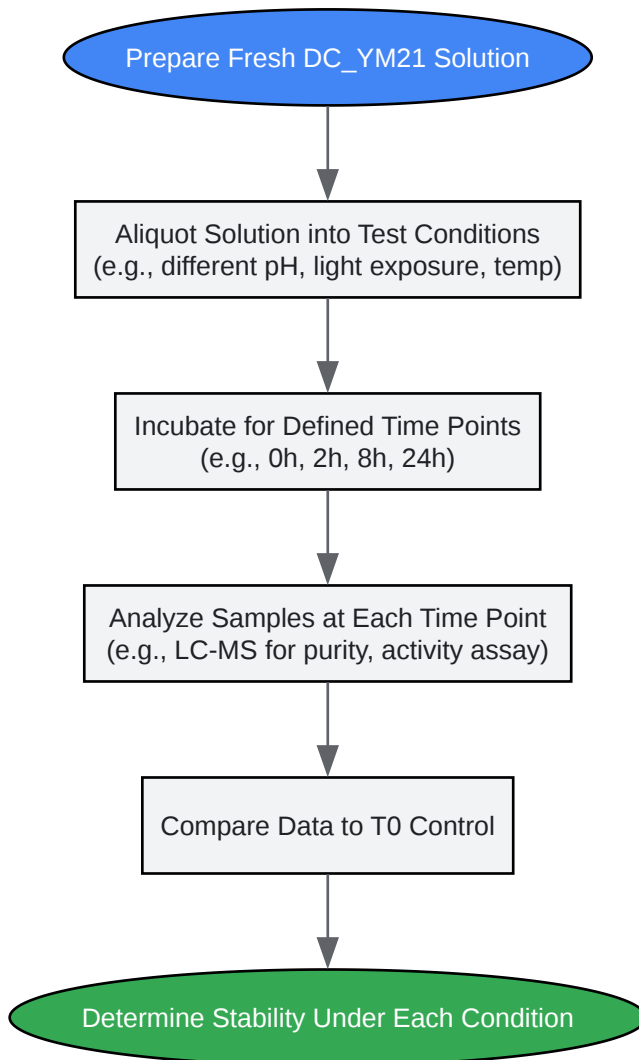 Prepare Fresh DC_YM21 Solution
Aliquot Solution into Test Conditions
(e.g., different pH, light exposure, temp)
Incubate for Defined Time Points
(e.g., 0h, 2h, 8h, 24h)
Analyze Samples at Each Time Point
(e.g., LC-MS for purity, activity assay)
Compare Data to T0 Control
Determine Stability Under Each Condition